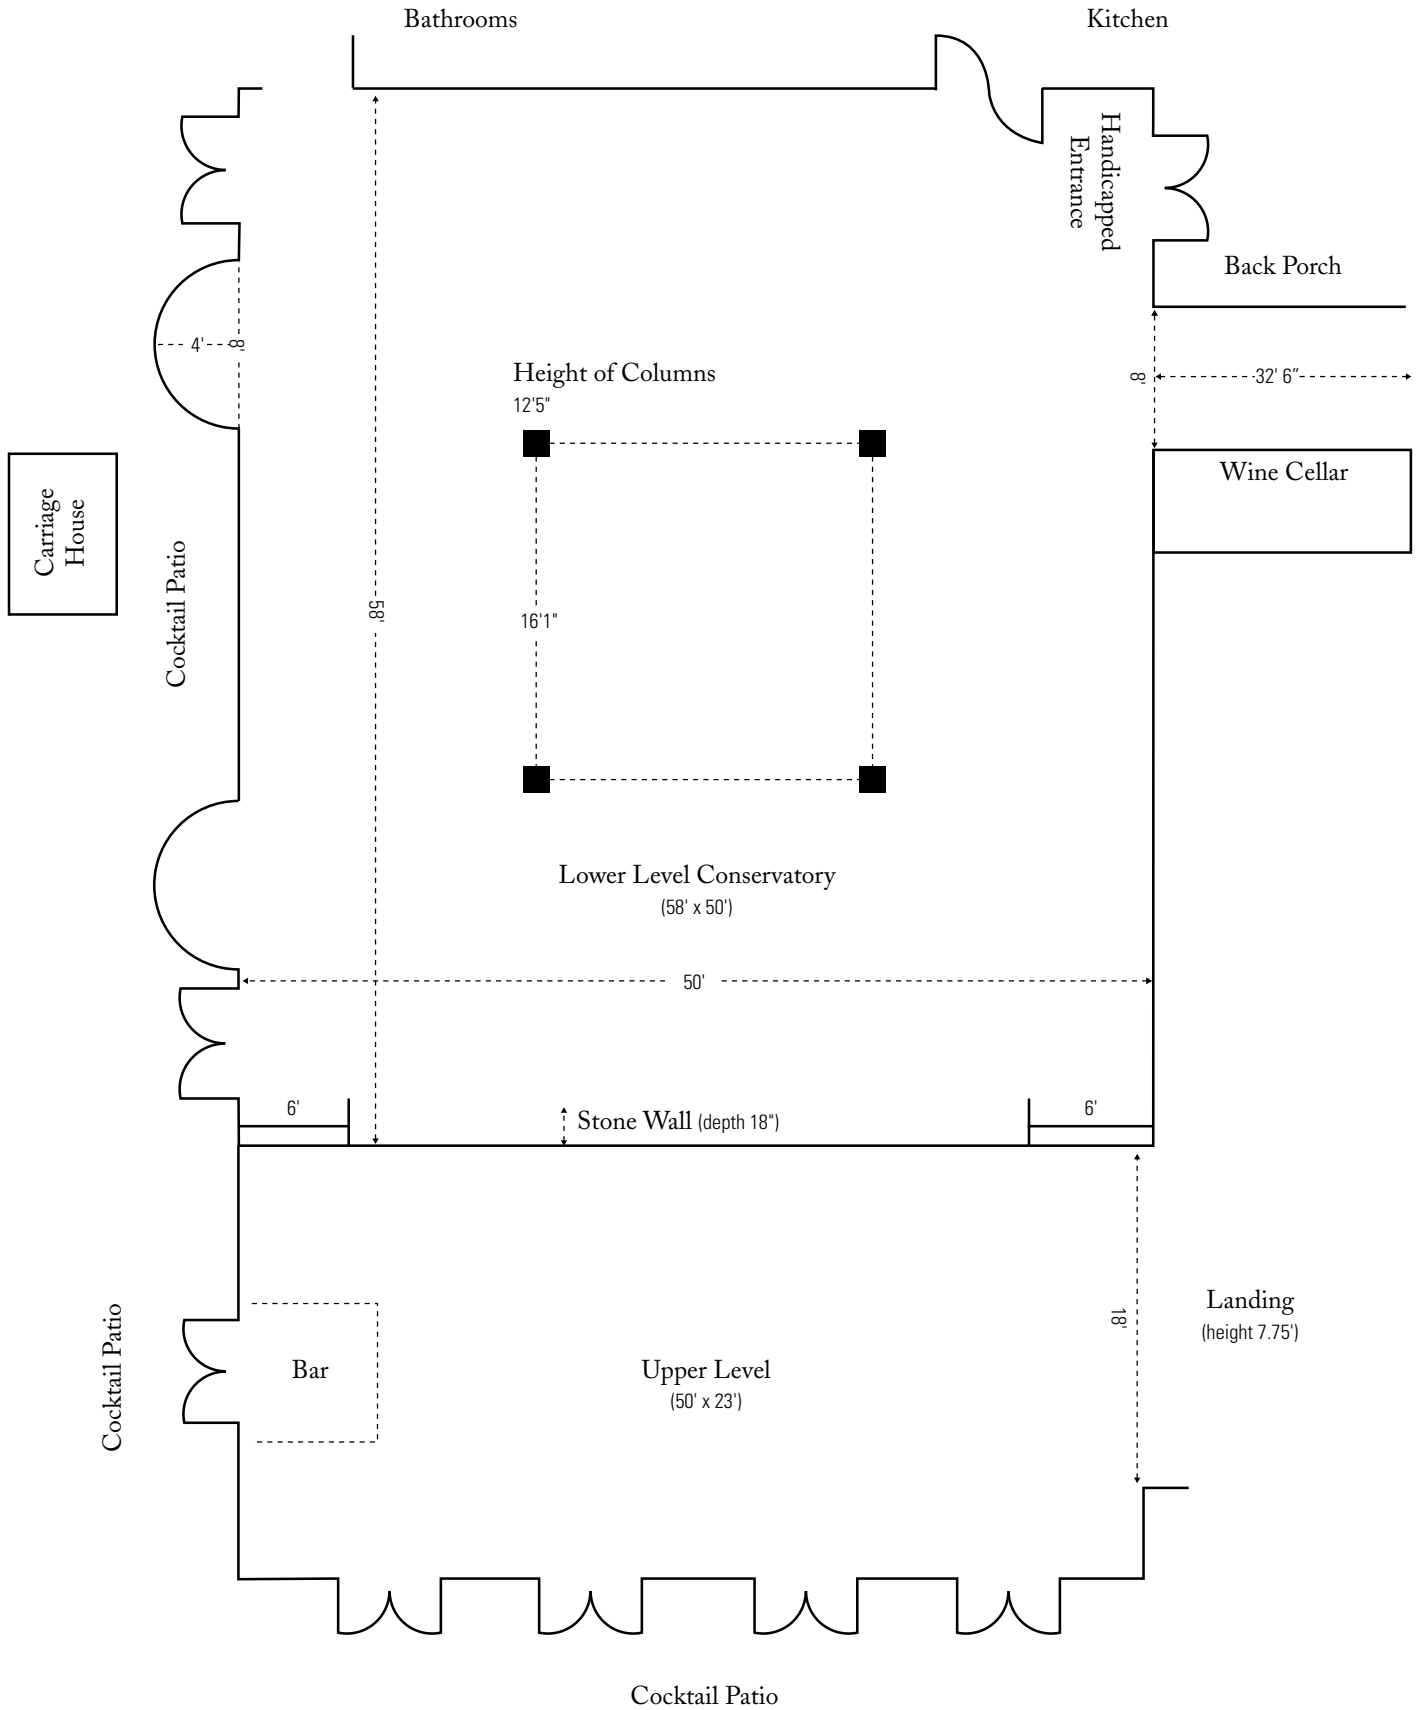 Bathrooms
Kitchen
Handicapped
Entrance
Back Porch
4'
8'
Height of Columns
12'5"
8'
32' 6”
Wine Cellar
Carriage
House
Cocktail Patio
58'
16'1"
Lower Level Conservatory
(58' x 50')
50'
6'
Stone Wall (depth 18")
6'
18'
Landing
(height 7.75')
Cocktail Patio
Bar
Upper Level
(50' x 23')
Cocktail Patio